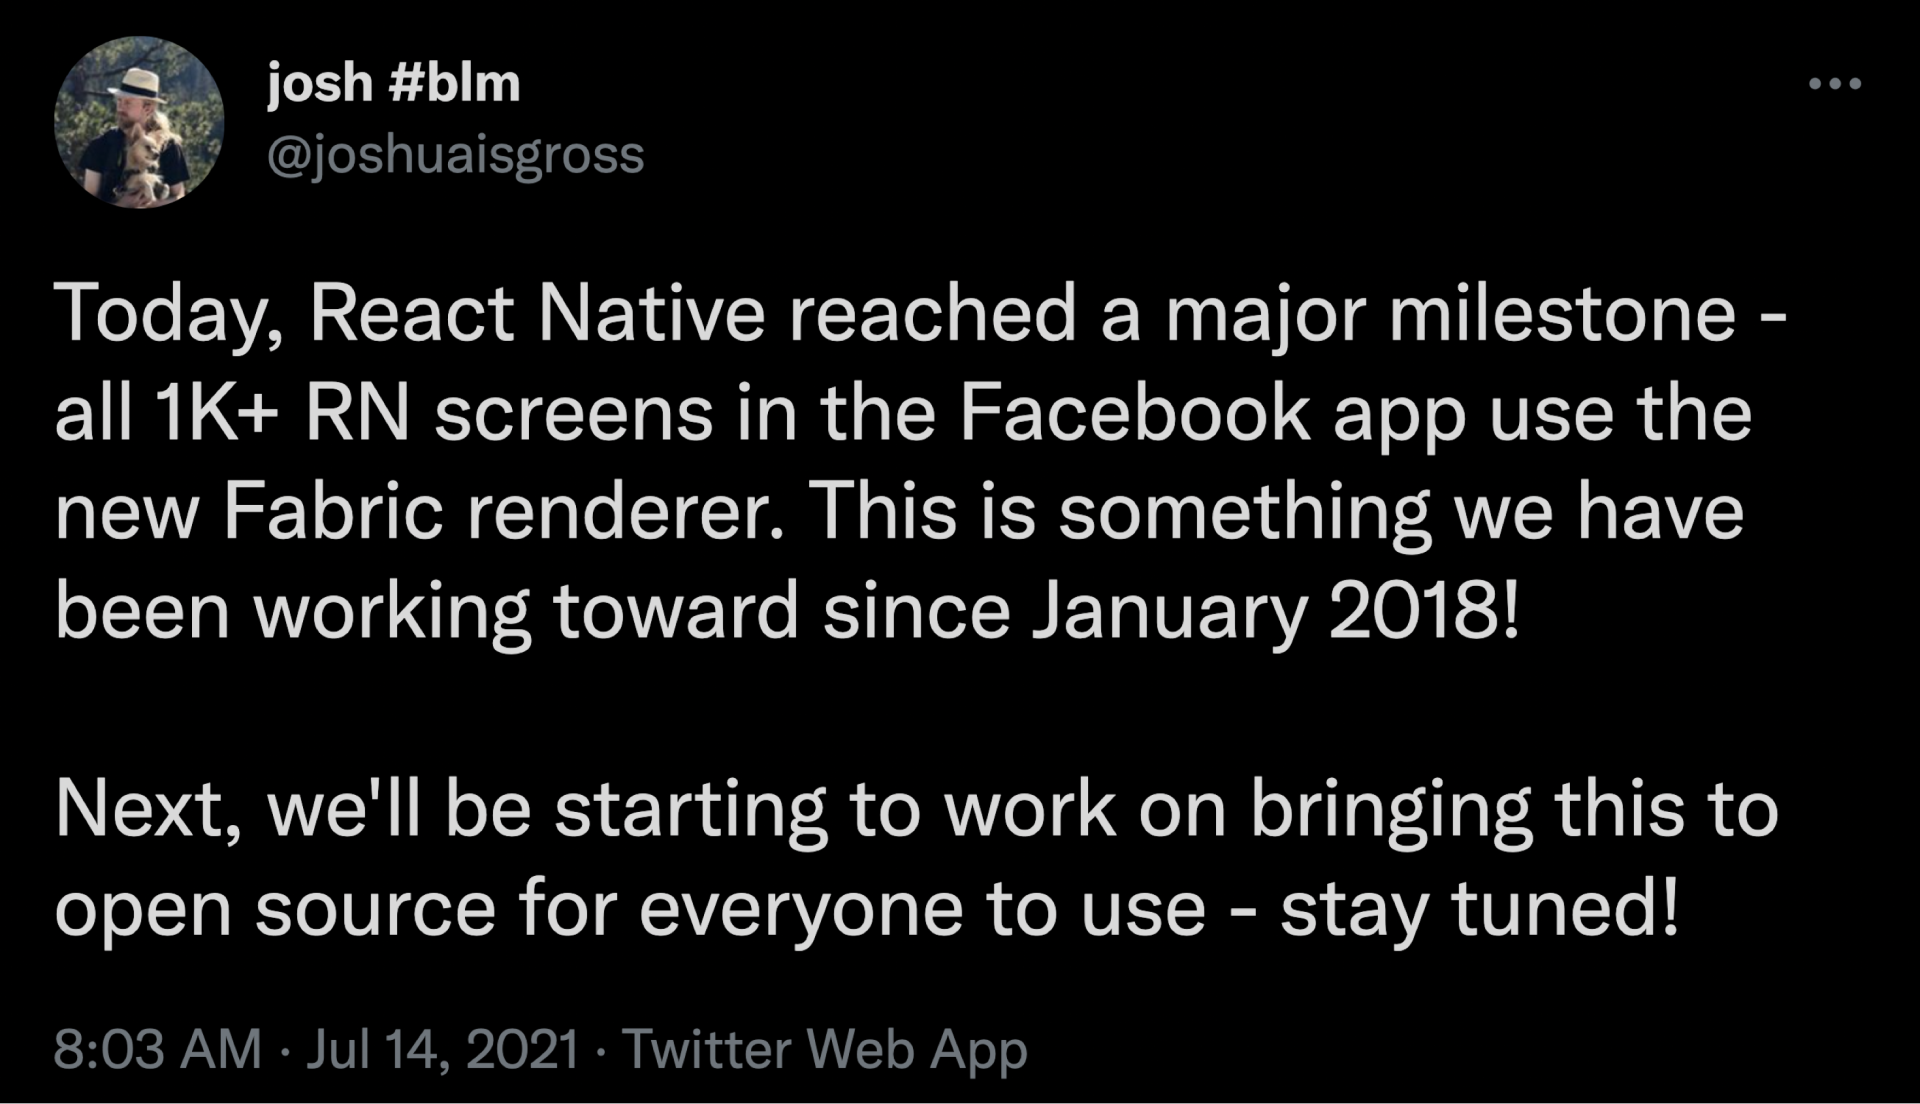 josh #blm
@joshuaisgross
Today, React Native reached a major milestone -
all 1K+ RN screens in the Facebook app use the
new Fabric renderer. This is something we have
been working toward since January 2018!
Next, we'll be starting to work on bringing this to
open source for everyone to use - stay tuned!
8:03 AM · Jul 14, 2021 · Twitter Web App